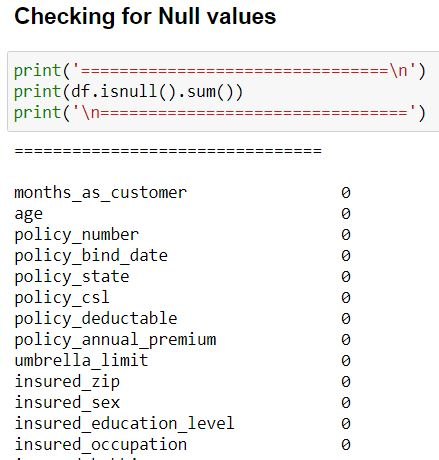 Checking for Null values
print('================================\n')
print(df.isnull().sum())
print('\n================================')
================================
months_as_customer 0
age 0
policy_number 0
policy_bind_date 0
policy_state 0
policy_csl 0
policy_deductable 0
policy_annual_premium 0
umbrella_limit 0
insured_zip 0
insured_sex 0
insured_education_level 0
insured_occupation 0